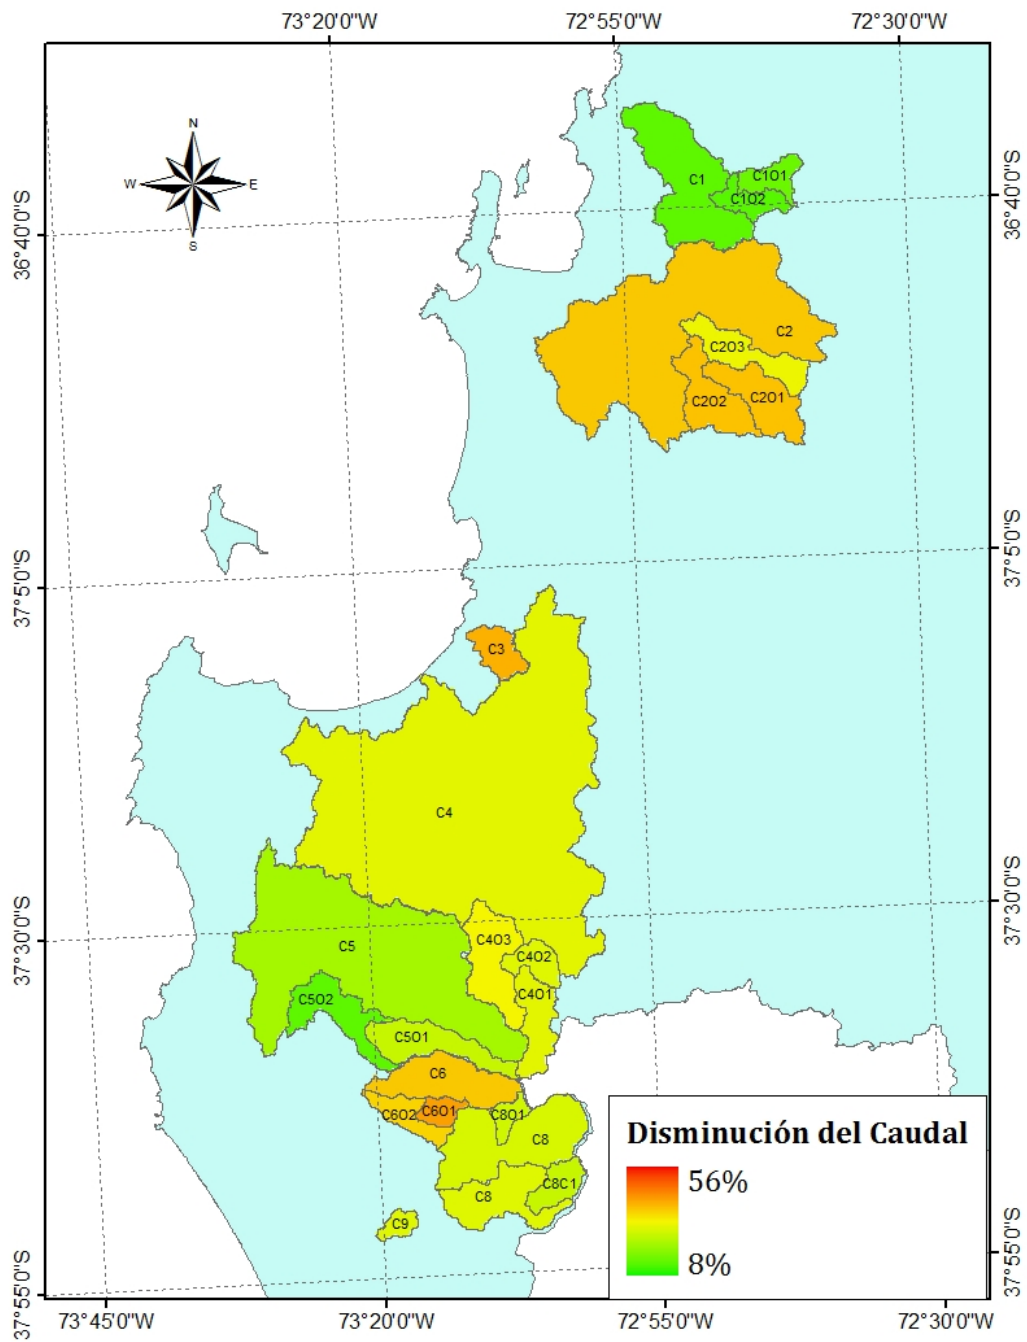 73°20'0"W 72°55'0"W 72°30'0"W
N
W E
S
36°40'0"S
36°40'0"S
C1
C1O1
C1O2
C2
C2O3
C2O2
C2O1
37°5'0"S
37°5'0"S
C3
C4
37°30'0"S
37°30'0"S
C4O3
C4O2
C4O1
C5
C5O2
C5O1
C6
C6O2
C6O1
C8O1
C8
C8
C8C1
C9
Disminución del Caudal
56%
8%
37°55'0"S
37°55'0"S
73°45'0"W 73°20'0"W 72°55'0"W 72°30'0"W